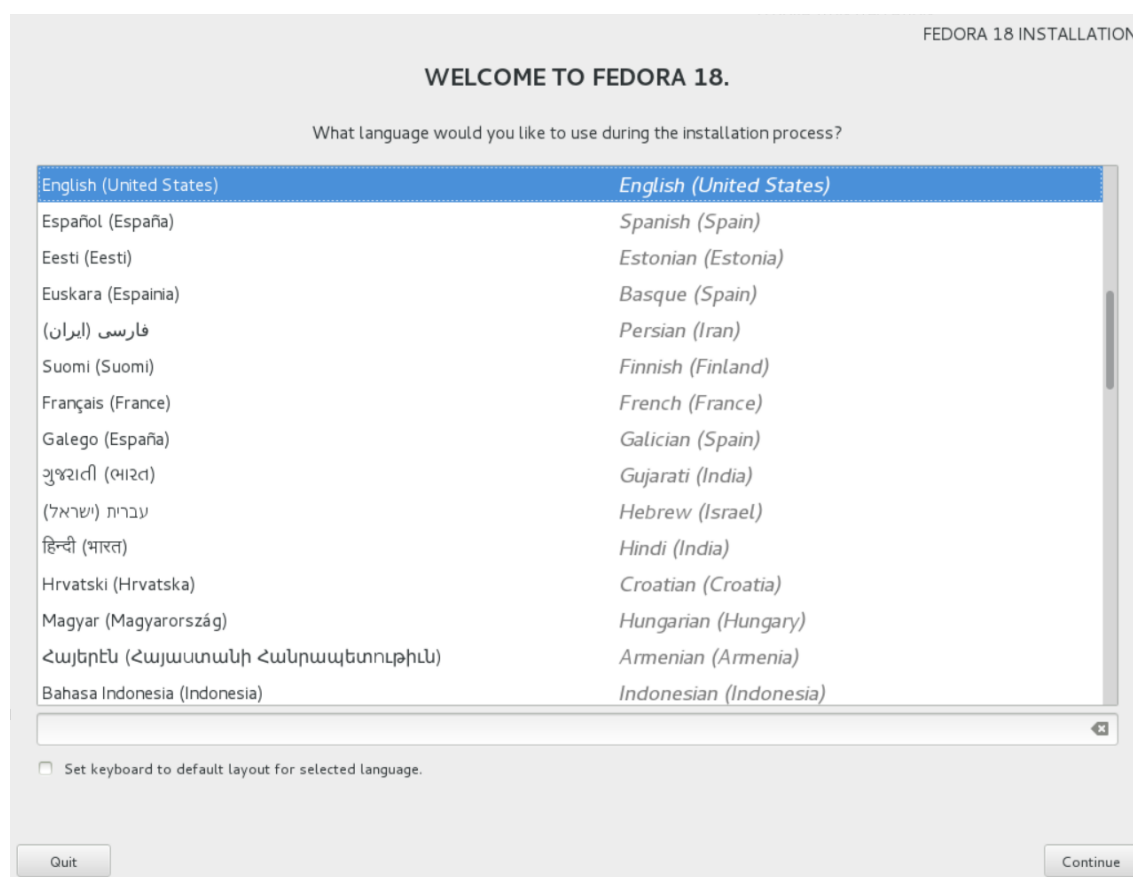 FEDORA 18 INSTALLATION
WELCOME TO FEDORA 18.
What language would you like to use during the installation process?
English (United States) English (United States)
Español (España) Spanish (Spain)
Eesti (Eesti) Estonian (Estonia)
Euskara (Espainia) Basque (Spain)
فارسی (ایران) Persian (Iran)
Suomi (Suomi) Finnish (Finland)
Français (France) French (France)
Galego (España) Galician (Spain)
ગુજરાતી (ભારત) Gujarati (India)
עברית (ישראל) Hebrew (Israel)
हिन्दी (भारत) Hindi (India)
Hrvatski (Hrvatska) Croatian (Croatia)
Magyar (Magyarország) Hungarian (Hungary)
Հայերէն (Հայաստանի Հանրապետութիւն) Armenian (Armenia)
Bahasa Indonesia (Indonesia) Indonesian (Indonesia)
Set keyboard to default layout for selected language.
Quit Continue